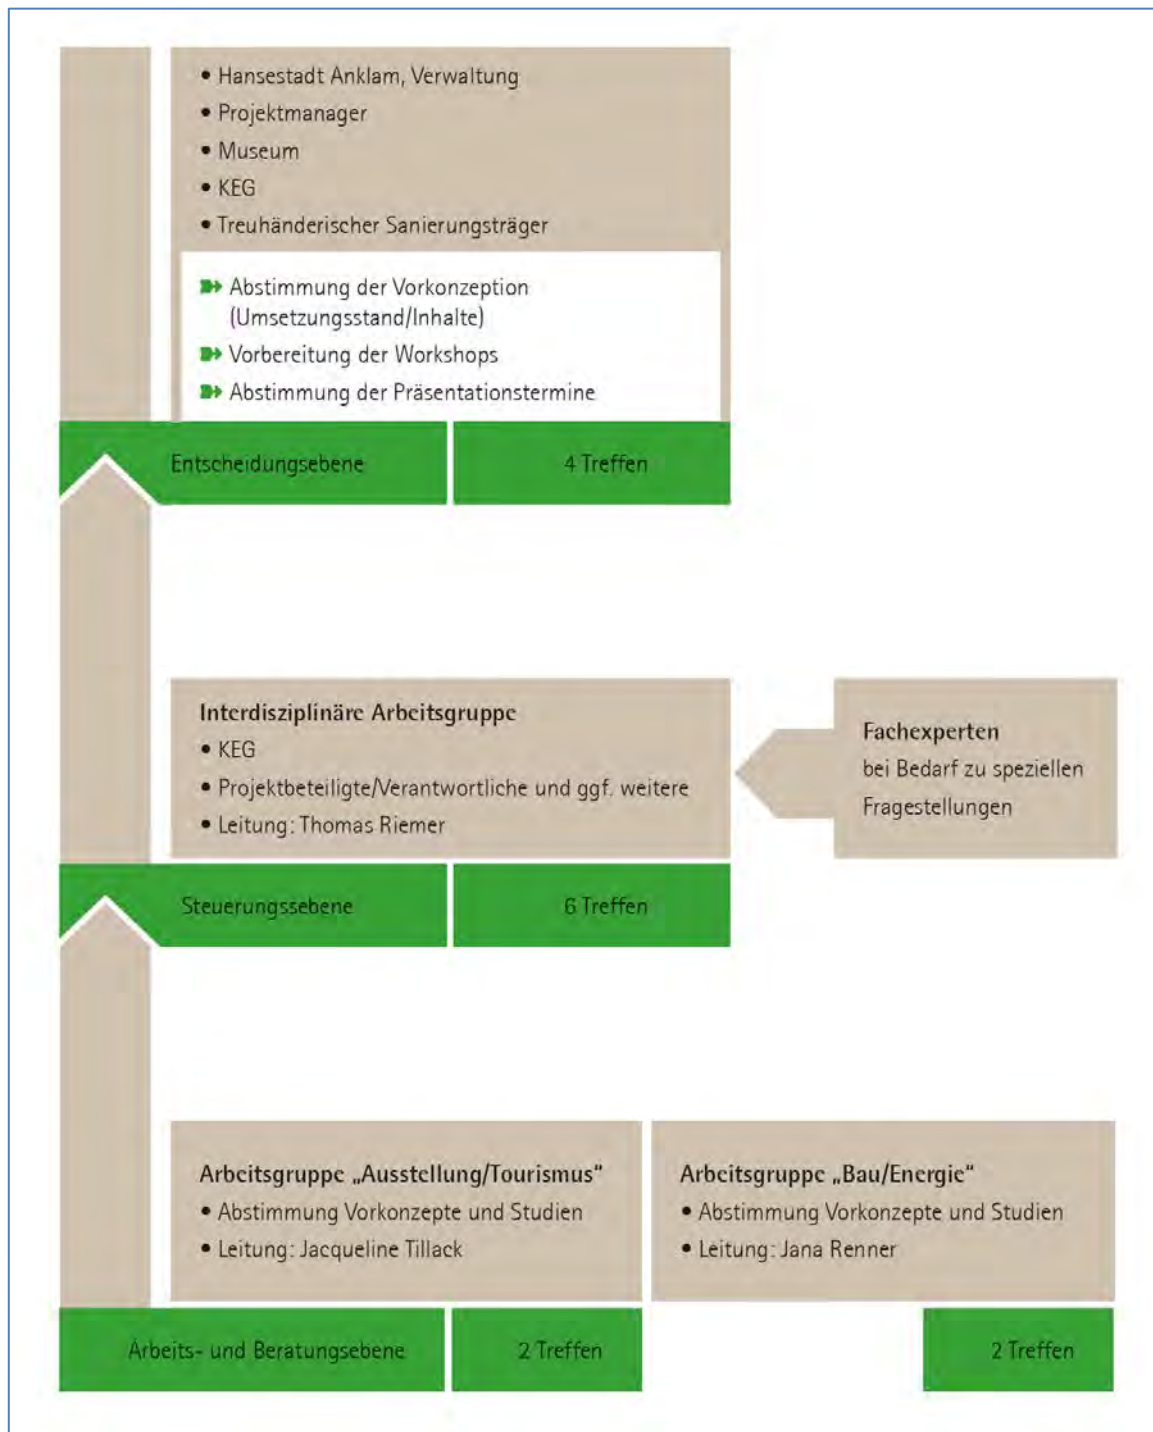 • Hansestadt Anklam, Verwaltung
• Projektmanager
• Museum
• KEG
• Treuhänderischer Sanierungsträger
Abstimmung der Vorkonzeption
(Umsetzungsstand/Inhalte)
Vorbereitung der Workshops
Abstimmung der Präsentationstermine
Entscheidungsebene
4 Treffen
Interdisziplinäre Arbeitsgruppe
• KEG
• Projektbeteiligte/Verantwortliche und ggf. weitere
• Leitung: Thomas Riemer
Fachexperten
bei Bedarf zu speziellen
Fragestellungen
Steuerungssebene
6 Treffen
Arbeitsgruppe „Ausstellung/Tourismus“
• Abstimmung Vorkonzepte und Studien
• Leitung: Jacqueline Tillack
Arbeitsgruppe „Bau/Energie“
• Abstimmung Vorkonzepte und Studien
• Leitung: Jana Renner
Arbeits- und Beratungsebene
2 Treffen
2 Treffen